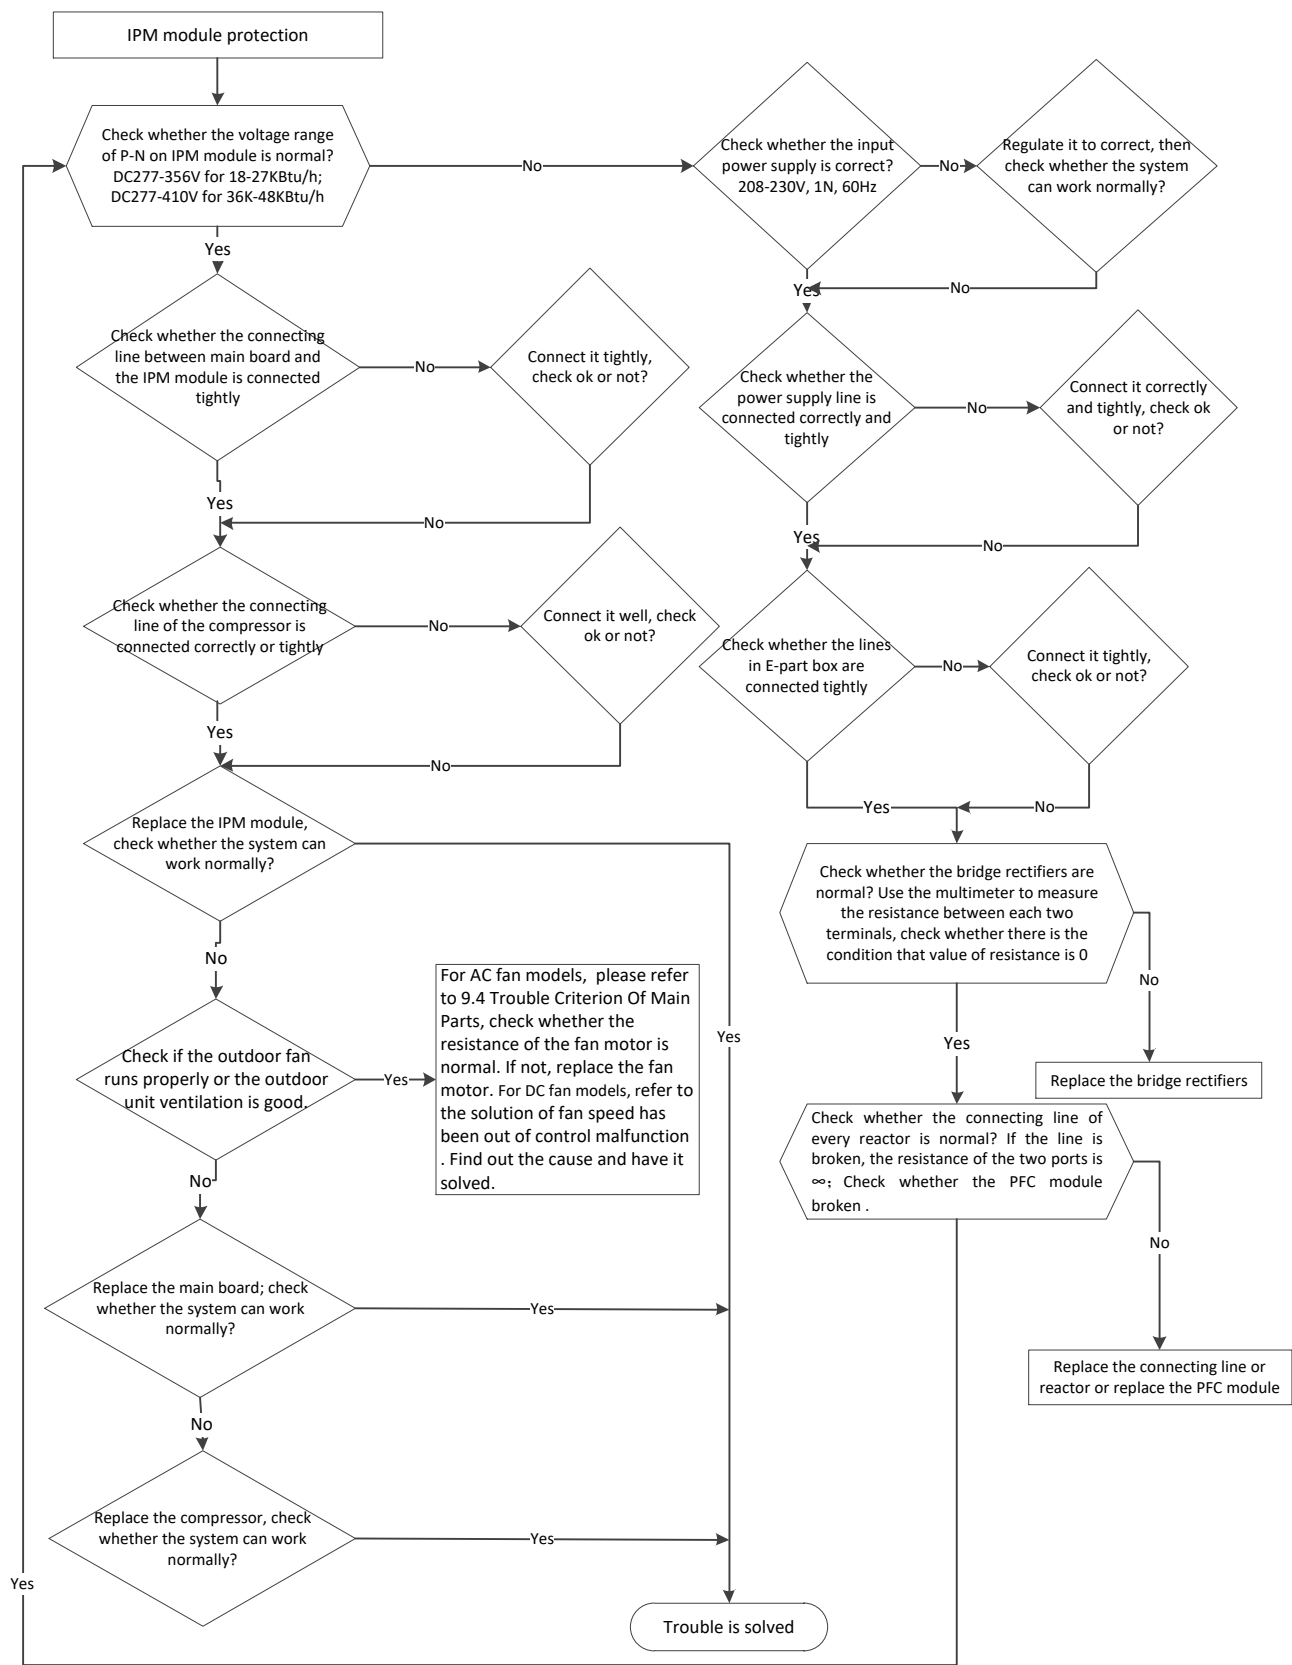 IPM module protection
Check whether the voltage range
of P-N on IPM module is normal?
DC277-356V for 18-27KBtu/h;
DC277-410V for 36K-48KBtu/h
No
Check whether the input
power supply is correct?
208-230V, 1N, 60Hz
No
Regulate it to correct, then
check whether the system
can work normally?
Yes
Yes
No
Check whether the connecting
line between main board and
the IPM module is connected
tightly
No
Connect it tightly,
check ok or not?
Check whether the
power supply line is
connected correctly and
tightly
No
Connect it correctly
and tightly, check ok
or not?
Yes
No
Yes
No
Check whether the connecting
line of the compressor is
connected correctly or tightly
No
Connect it well, check
ok or not?
Check whether the lines
in E-part box are
connected tightly
No
Connect it tightly,
check ok or not?
Yes
No
Yes
No
Replace the IPM module,
check whether the system can
work normally?
Check whether the bridge rectifiers are
normal? Use the multimeter to measure
the resistance between each two
terminals, check whether there is the
condition that value of resistance is 0
No
No
Yes
Yes
Check if the outdoor fan
runs properly or the outdoor
unit ventilation is good.
Yes
For AC fan models, please refer
to 9.4 Trouble Criterion Of Main
Parts, check whether the
resistance of the fan motor is
normal. If not, replace the fan
motor. For DC fan models, refer to
the solution of fan speed has
been out of control malfunction
. Find out the cause and have it
solved.
Replace the bridge rectifiers
Check whether the connecting line of
every reactor is normal? If the line is
broken, the resistance of the two ports is
∞; Check whether the PFC module
broken .
No
No
Replace the main board; check
whether the system can work
normally?
Yes
Replace the connecting line or
reactor or replace the PFC module
No
Replace the compressor, check
whether the system can work
normally?
Yes
Yes
Trouble is solved